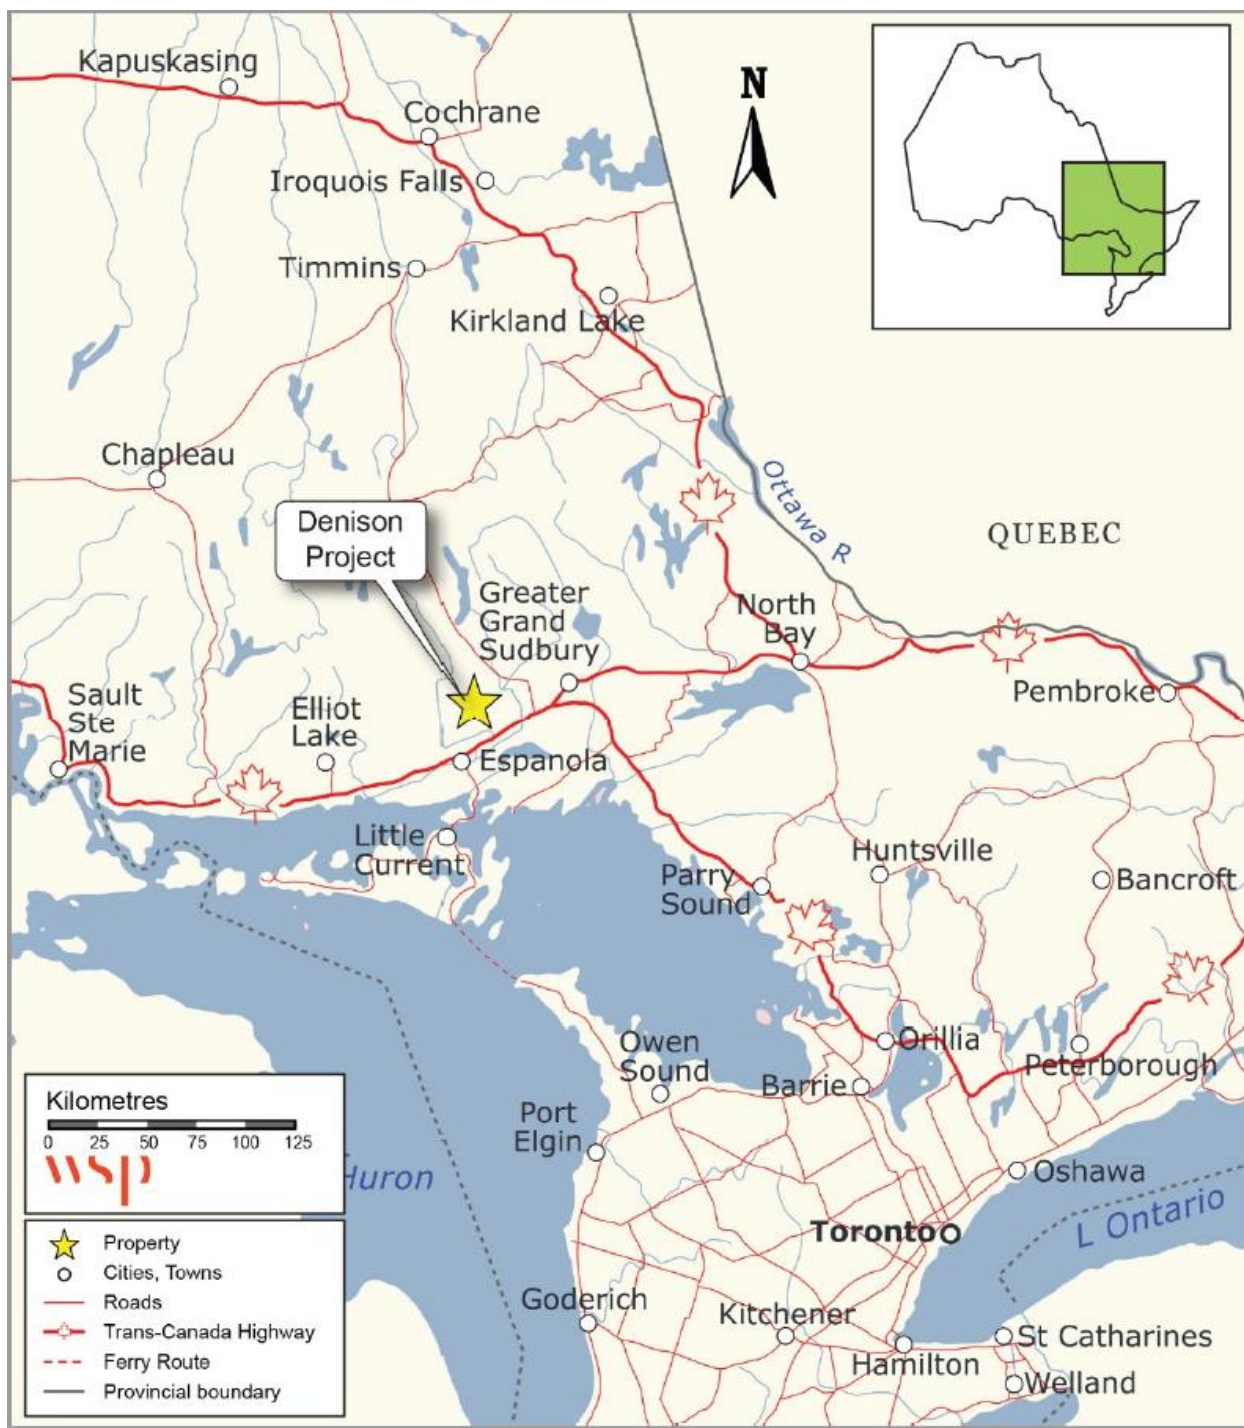 Kapuskasing
Cochrane
N
Iroquois Falls
Timmins
Kirkland Lake
Chapleau
Ottawa R
Denison
Project
QUEBEC
Greater
Grand
Sudbury
North
Bay
Sault
Ste
Marie
Elliot
Lake
Pembroke
Espanola
Little
Current
Huntsville
Parry
Sound
Bancroft
Owen
Sound
Orillia
Peterborough
Barrie
Kilometres
0 25 50 75 100 125
wsp
Port
Elgin
Huron
Oshawa
L Ontario
Toronto
Property
Cities, Towns
Roads
Trans-Canada Highway
Ferry Route
Provincial boundary
Goderich
Kitchener
St Catharines
Hamilton
Welland